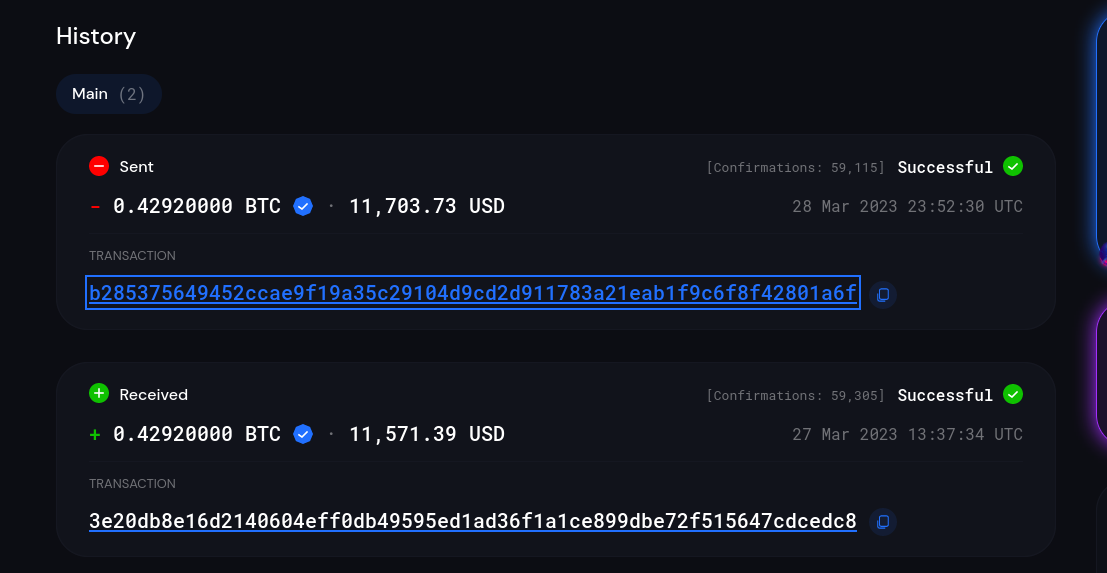 History
Main (2)
Sent [Confirmations: 59,115] Successful
- 0.42920000 BTC · 11,703.73 USD 28 Mar 2023 23:52:30 UTC
TRANSACTION
b285375649452ccae9f19a35c29104d9cd2d911783a21eab1f9c6f8f42801a6f
Received [Confirmations: 59,305] Successful
+ 0.42920000 BTC · 11,571.39 USD 27 Mar 2023 13:37:34 UTC
TRANSACTION
3e20db8e16d2140604eff0db49595ed1ad36f1a1ce899dbe72f515647cdcedc8